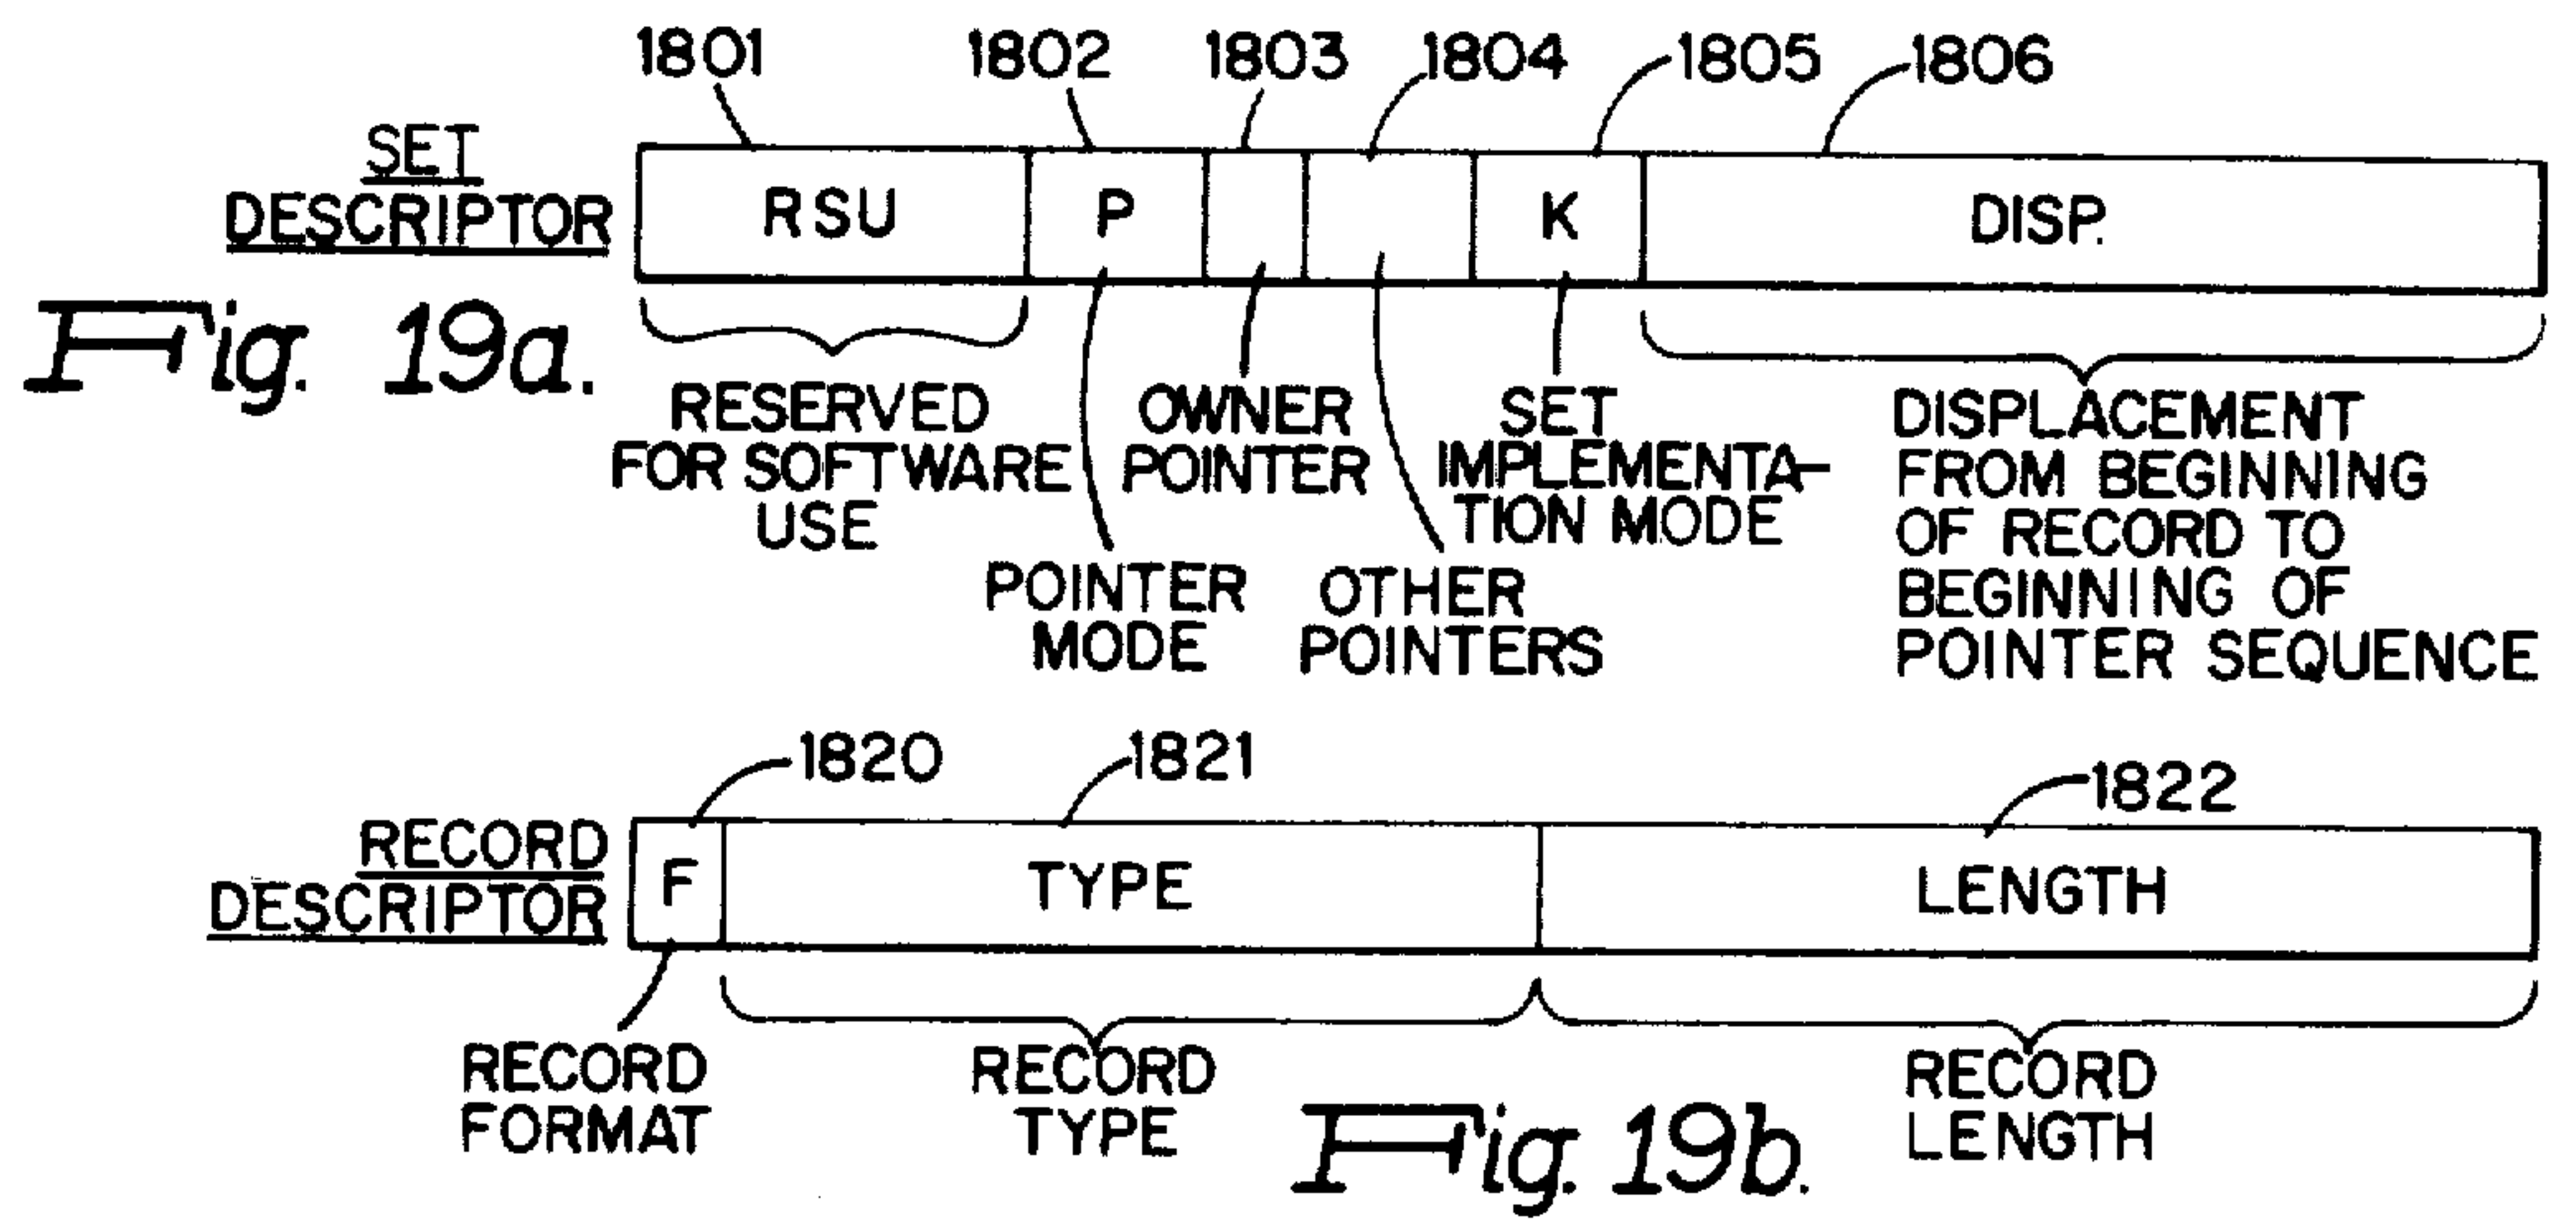 1801 1802 1803 1804 1805 1806
SET
DESCRIPTOR
RSU P K DISP.
Fig. 19a.
RESERVED
FOR SOFTWARE
USE
POINTER
MODE
OWNER
POINTER
OTHER
POINTERS
SET
IMPLEMENTA-
TION MODE
DISPLACEMENT
FROM BEGINNING
OF RECORD TO
BEGINNING OF
POINTER SEQUENCE
1820 1821 1822
RECORD
DESCRIPTOR
F TYPE LENGTH
RECORD
FORMAT
RECORD
TYPE
RECORD
LENGTH
Fig. 19b.